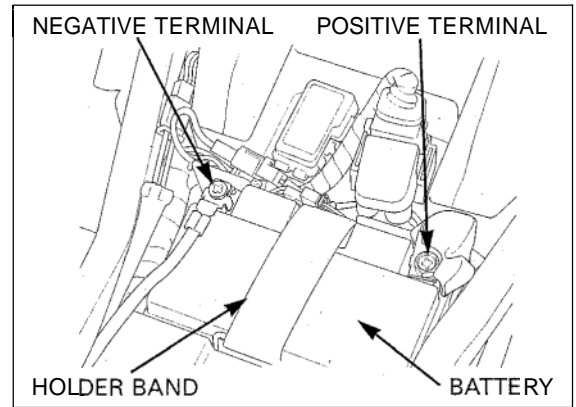 NEGATIVE TERMINAL
POSITIVE TERMINAL
HOLDER BAND
BATTERY